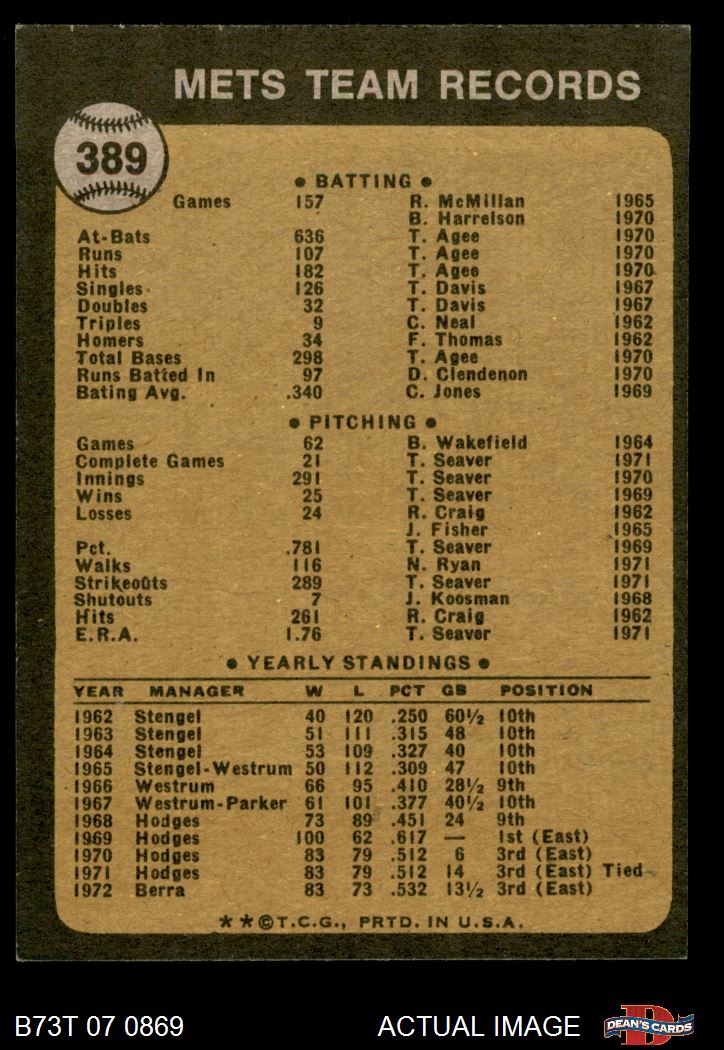 METS TEAM RECORDS
389
• BATTING •
Games 157 R. McMillan 1965
B. Harrelson 1970
At-Bats 636 T. Agee 1970
Runs 107 T. Agee 1970
Hits 182 T. Agee 1970
Singles 126 T. Davis 1967
Doubles 32 T. Davis 1967
Triples 9 C. Neal 1962
Homers 34 F. Thomas 1962
Total Bases 298 T. Agee 1970
Runs Batted In 97 D. Clendenon 1970
Bating Avg. .340 C. Jones 1969
• PITCHING •
Games 62 B. Wakefield 1964
Complete Games 21 T. Seaver 1971
Innings 291 T. Seaver 1970
Wins 25 T. Seaver 1969
Losses 24 R. Craig 1962
J. Fisher 1965
Pct. .781 T. Seaver 1969
Walks 116 N. Ryan 1971
Strikeouts 289 T. Seaver 1971
Shutouts 7 J. Koosman 1968
Hits 261 R. Craig 1962
E.R.A. 1.76 T. Seaver 1971
• YEARLY STANDINGS •
YEAR MANAGER W L PCT GB POSITION
1962 Stengel 40 120 .250 60½ 10th
1963 Stengel 51 111 .315 48 10th
1964 Stengel 53 109 .327 40 10th
1965 Stengel-Westrum 50 112 .309 47 10th
1966 Westrum 66 95 .410 28½ 9th
1967 Westrum-Parker 61 101 .377 40½ 10th
1968 Hodges 73 89 .451 24 9th
1969 Hodges 100 62 .617 — 1st (East)
1970 Hodges 83 79 .512 6 3rd (East)
1971 Hodges 83 79 .512 14 3rd (East) Tied
1972 Berra 83 73 .532 13½ 3rd (East)
★★©T.C.G., PRTD. IN U.S.A.
B73T 07 0869 ACTUAL IMAGE
D
DEAN'S CARDS